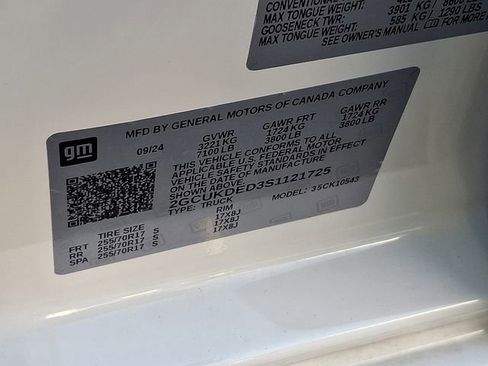 CONVENTIONAL
MAX TONGUE WEIGHT: 3901 KG / 8600 LB
GOOSENECK TWR:
MAX TONGUE WEIGHT: 585 KG / 1290 LBS
SEE OWNER'S MANUAL FOR MORE
MFD BY GENERAL MOTORS OF CANADA COMPANY
gm
09/24 GVWR GAWR FRT GAWR RR
3221 KG 1724 KG 1724 KG
7100 LB 3800 LB 3800 LB
THIS VEHICLE CONFORMS TO ALL
APPLICABLE U.S. FEDERAL MOTOR
VEHICLE SAFETY STANDARDS IN EFFECT ON
THE DATE OF MANUFACTURE SHOWN ABOVE.
2GCUKDED3S1121725
TYPE: TRUCK MODEL: 35CK10543
TIRE SIZE RIM
FRT 255/70R17 S 17X8J
RR 255/70R17 S 17X8J
SPA 255/70R17 S 17X8J